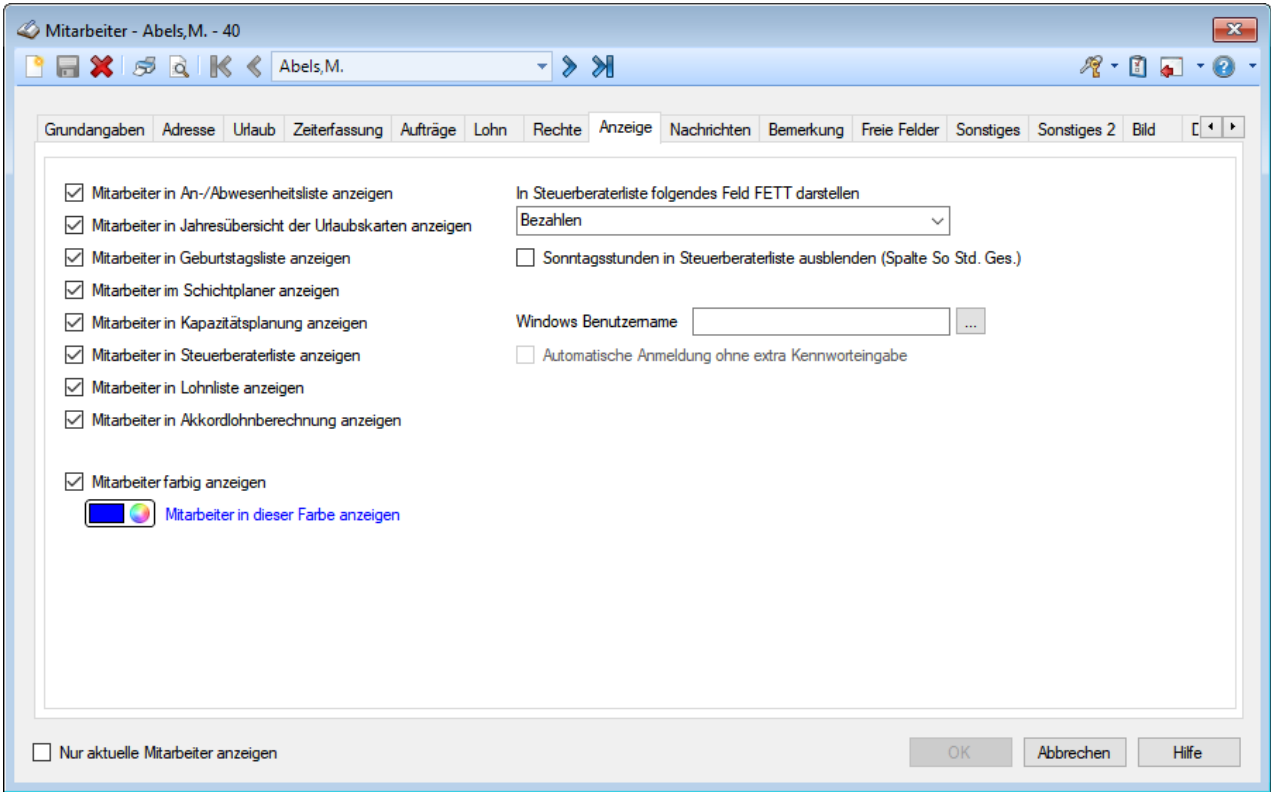 Mitarbeiter - Abels,M. - 40
Abels,M.
Grundangaben Adresse Urlaub Zeiterfassung Aufträge Lohn Rechte Anzeige Nachrichten Bemerkung Freie Felder Sonstiges Sonstiges 2 Bild
Mitarbeiter in An-/Abwesenheitsliste anzeigen
Mitarbeiter in Jahresübersicht der Urlaubskarten anzeigen
Mitarbeiter in Geburtstagsliste anzeigen
Mitarbeiter im Schichtplaner anzeigen
Mitarbeiter in Kapazitätsplanung anzeigen
Mitarbeiter in Steuerberaterliste anzeigen
Mitarbeiter in Lohnliste anzeigen
Mitarbeiter in Akkordlohnberechnung anzeigen
Mitarbeiter farbig anzeigen
Mitarbeiter in dieser Farbe anzeigen
In Steuerberaterliste folgendes Feld FETT darstellen
Bezahlen
Sonntagsstunden in Steuerberaterliste ausblenden (Spalte So Std. Ges.)
Windows Benutzername ...
Automatische Anmeldung ohne extra Kennworteingabe
Nur aktuelle Mitarbeiter anzeigen
OK Abbrechen Hilfe